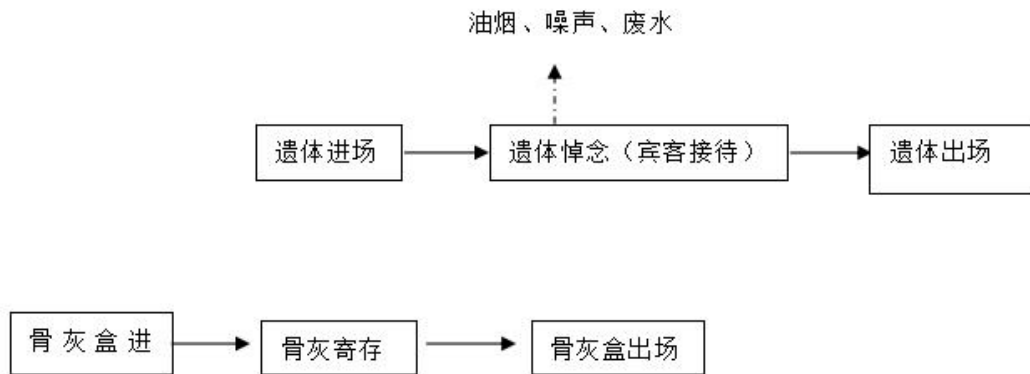 油烟、噪声、废水
遗体进场
遗体悼念（宾客接待）
遗体出场
骨灰盒进
骨灰寄存
骨灰盒出场